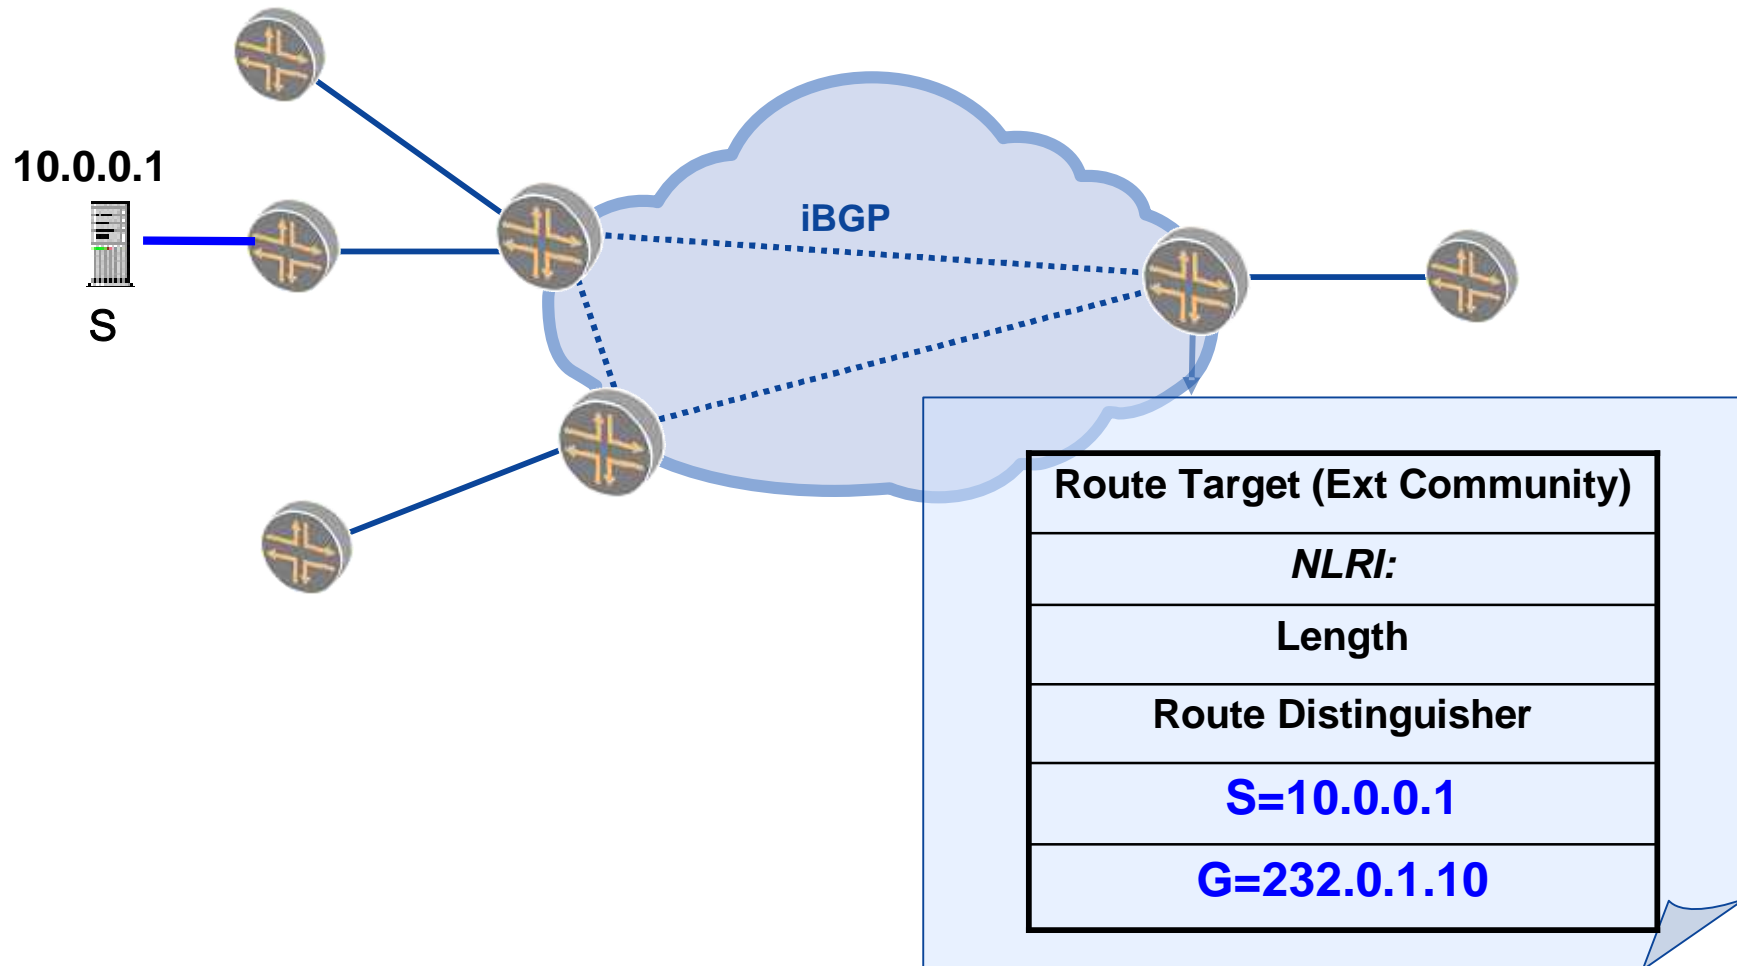 10.0.0.1
S
iBGP
Route Target (Ext Community)
NLRI:
Length
Route Distinguisher
S=10.0.0.1
G=232.0.1.10